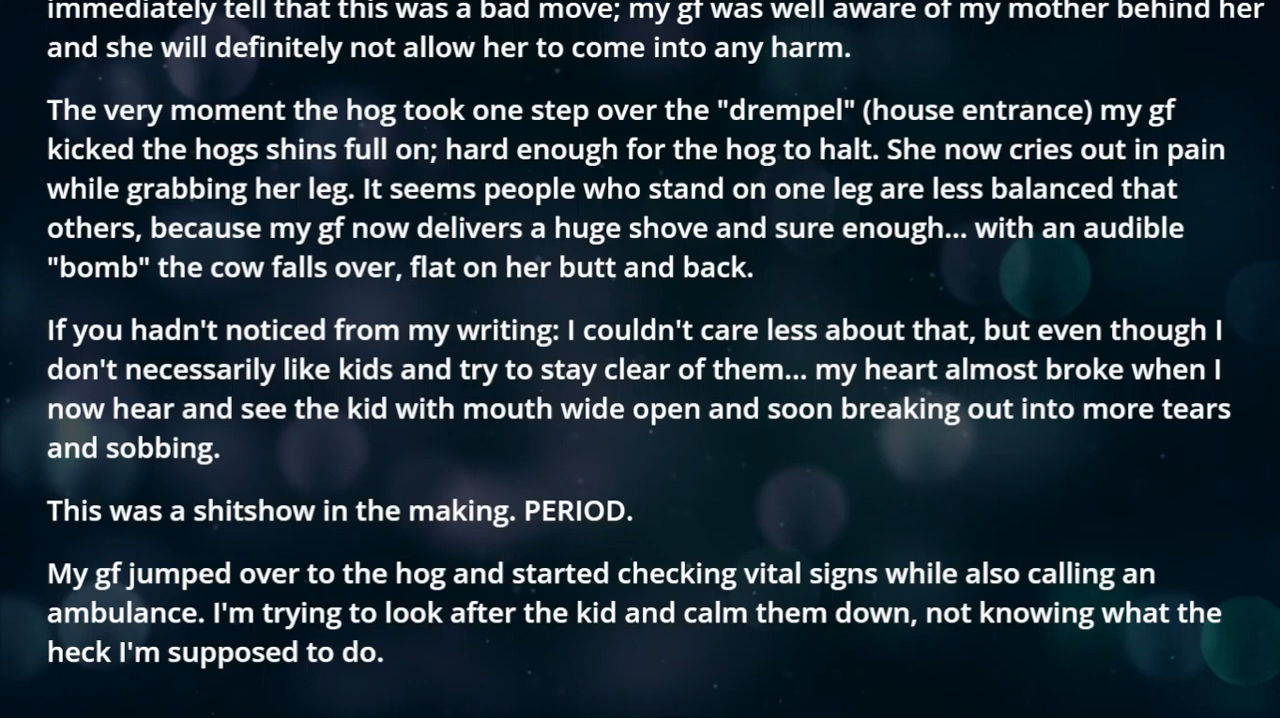 immediately tell that this was a bad move; my gf was well aware of my mother behind her
and she will definitely not allow her to come into any harm.
The very moment the hog took one step over the "drempel" (house entrance) my gf
kicked the hogs shins full on; hard enough for the hog to halt. She now cries out in pain
while grabbing her leg. It seems people who stand on one leg are less balanced that
others, because my gf now delivers a huge shove and sure enough... with an audible
"bomb" the cow falls over, flat on her butt and back.
If you hadn't noticed from my writing: I couldn't care less about that, but even though I
don't necessarily like kids and try to stay clear of them... my heart almost broke when I
now hear and see the kid with mouth wide open and soon breaking out into more tears
and sobbing.
This was a shitshow in the making. PERIOD.
My gf jumped over to the hog and started checking vital signs while also calling an
ambulance. I'm trying to look after the kid and calm them down, not knowing what the
heck I'm supposed to do.